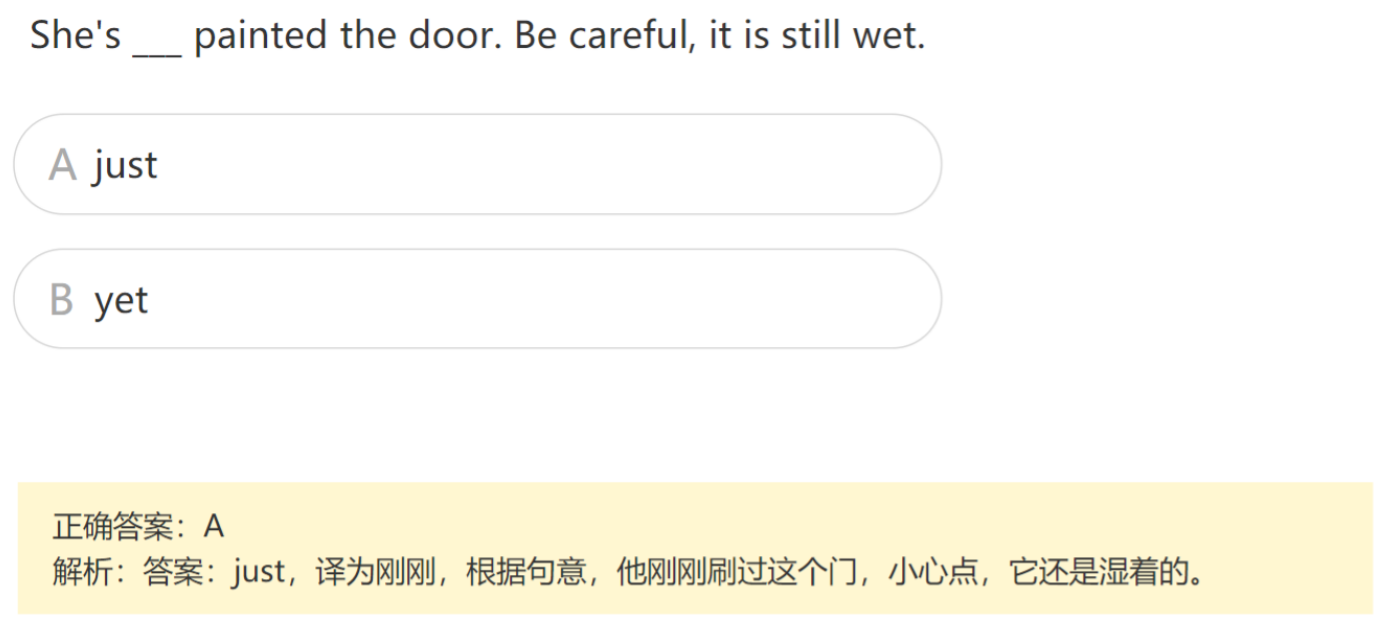 She's ___ painted the door. Be careful, it is still wet.
A just
B yet
正确答案：A
解析：答案：just，译为刚刚，根据句意，他刚刚刷过这个门，小心点，它还是湿着的。